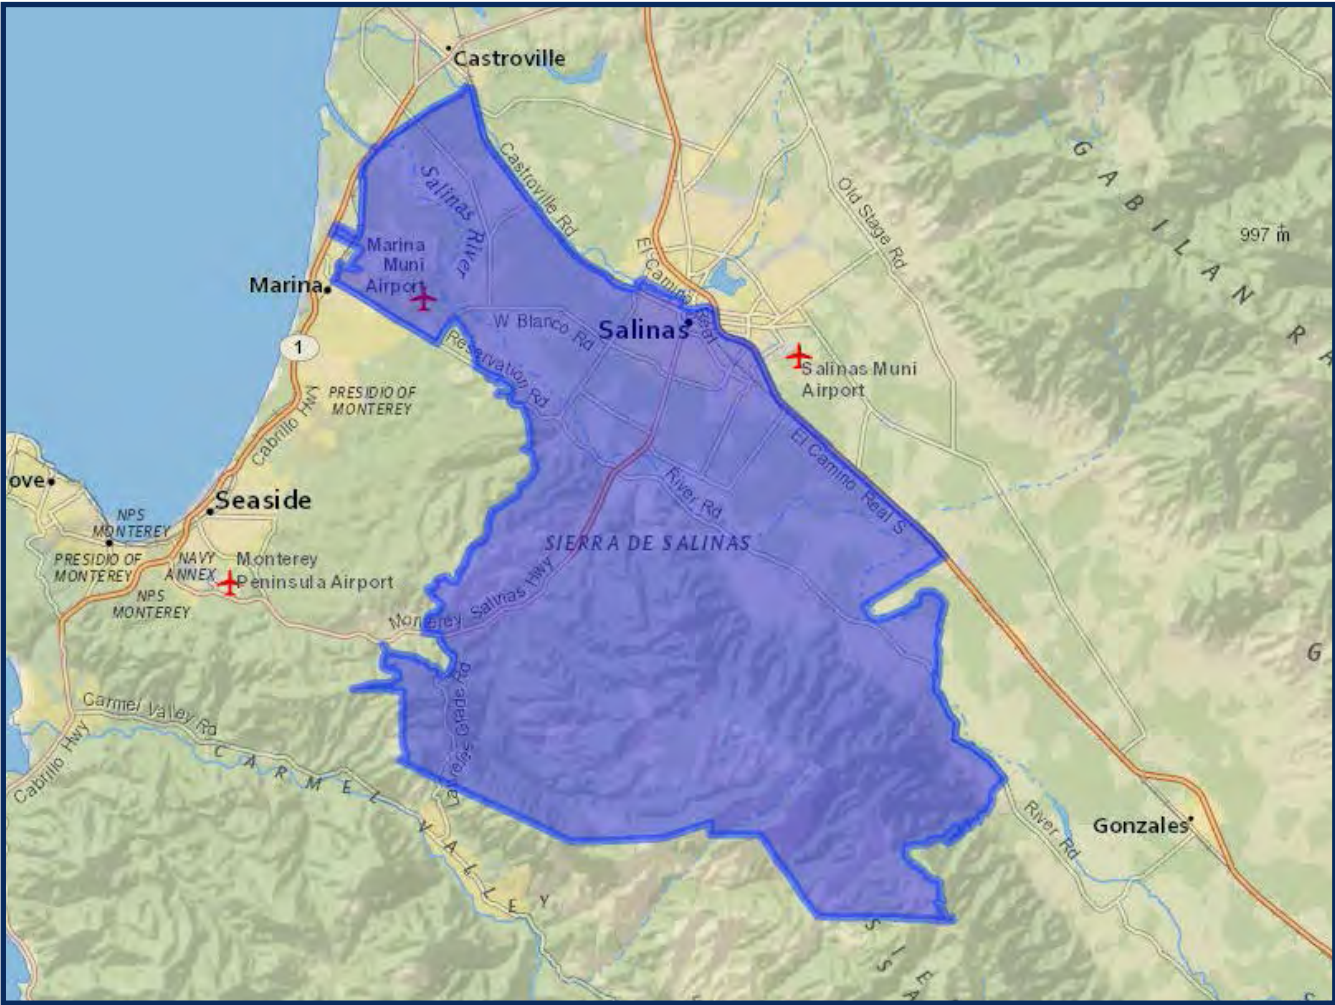 Castroville
Castroville Rd
Salinas River
Old Stage Rd
GABILAN RA
997 m
El Camino Real
Marina
Muni
Airport
Marina
W Blanco Rd
Salinas
Reservation Rd
1
Salinas Muni
Airport
PRESIDIO OF
MONTEREY
Cabrillo Hwy
El Camino Real S
ove
Seaside
River Rd
NPS
MONTEREY
SIERRA DE SALINAS
PRESIDIO OF
MONTEREY
NAVY
ANNEX
Monterey
Peninsula Airport
NPS
MONTEREY
Monterey Salinas Hwy
G
Laureles Grade Rd
Carmel Valley Rd
Cabrillo Hwy
CARMEL VALLEY
River Rd
Gonzales
SIE
S